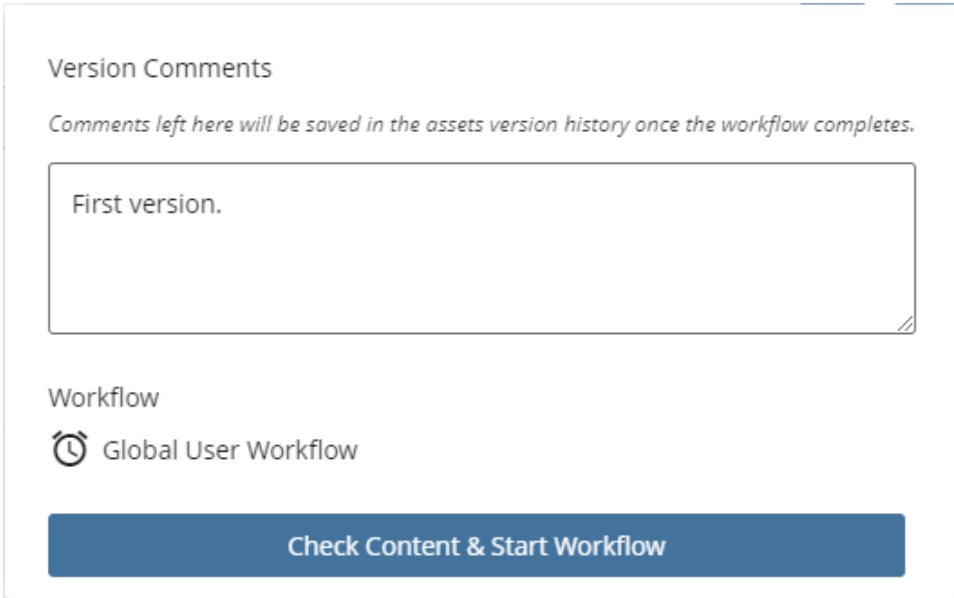 Version Comments
Comments left here will be saved in the assets version history once the workflow completes.
First version.
Workflow
Global User Workflow
Check Content & Start Workflow